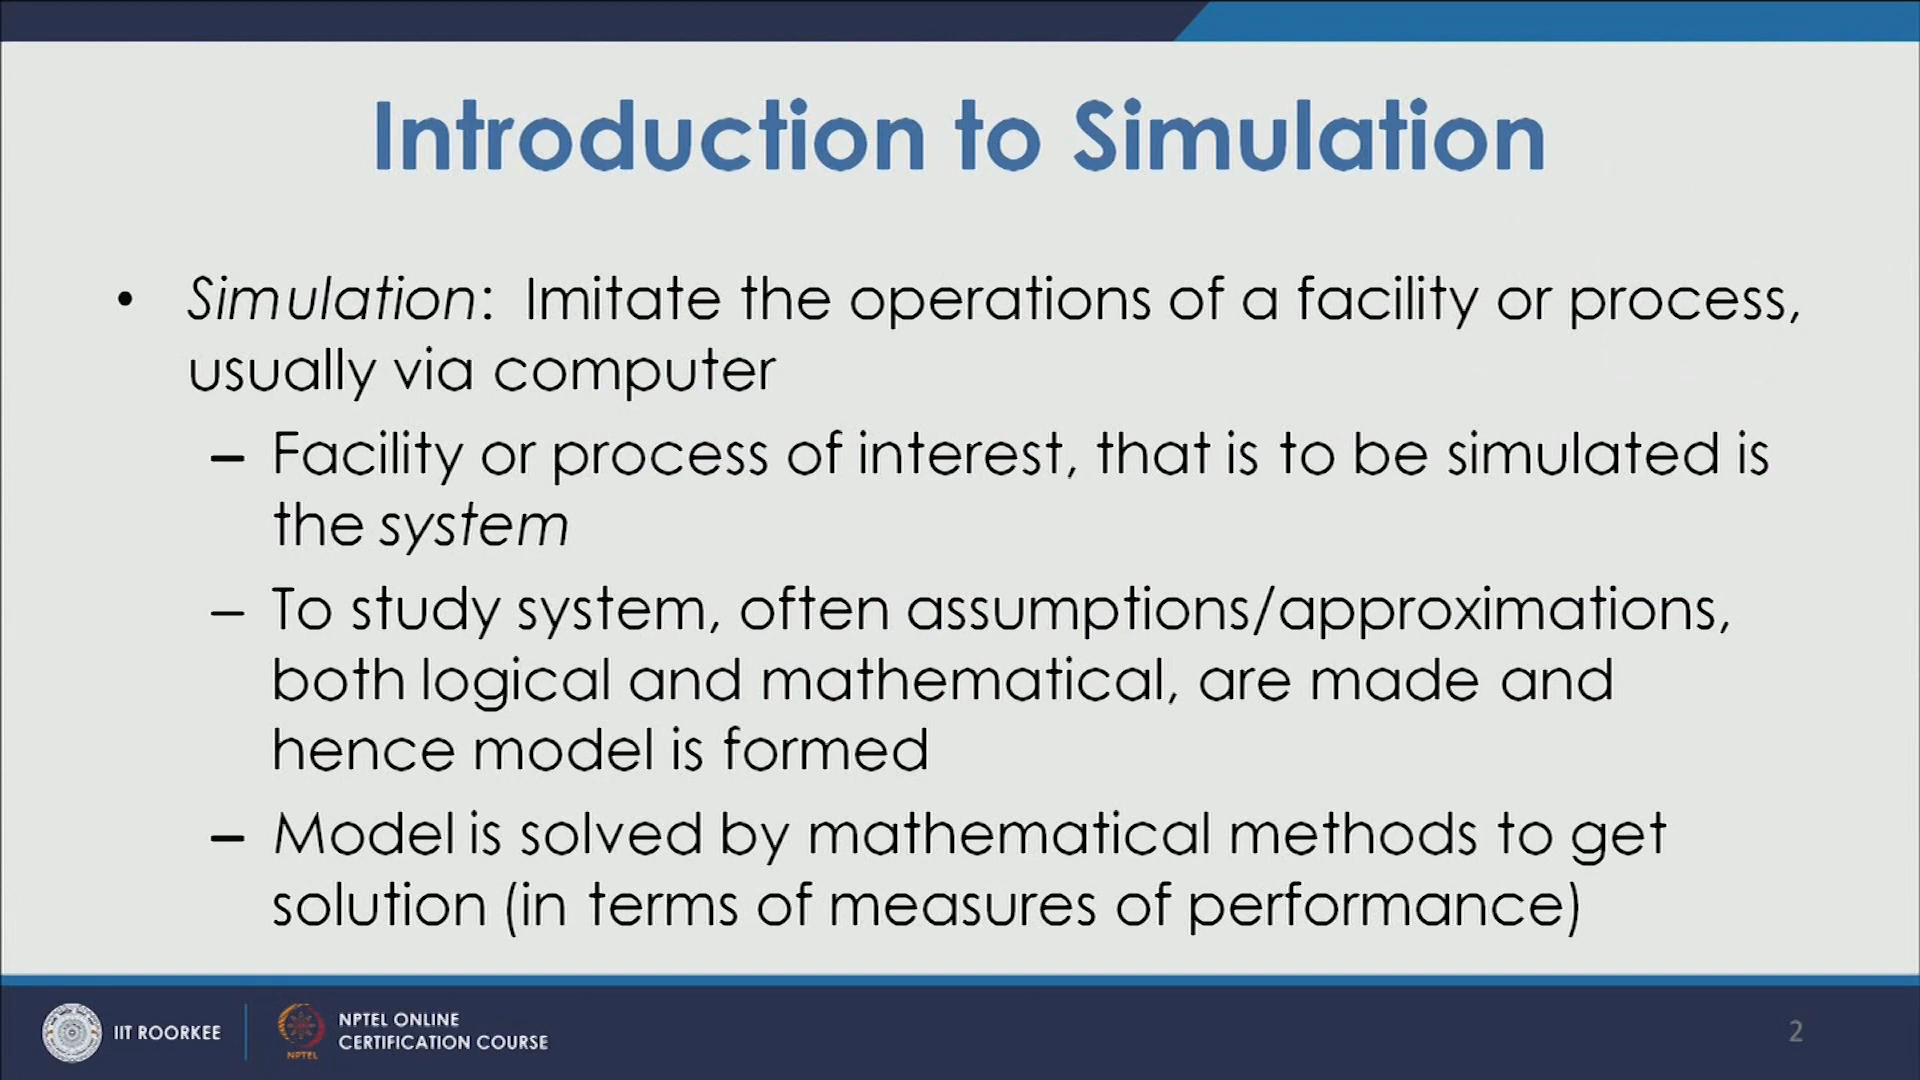 Introduction to Simulation
• Simulation: Imitate the operations of a facility or process,
usually via computer
– Facility or process of interest, that is to be simulated is
the system
– To study system, often assumptions/approximations,
both logical and mathematical, are made and
hence model is formed
– Model is solved by mathematical methods to get
solution (in terms of measures of performance)
IIT ROORKEE
NPTEL
NPTEL ONLINE
CERTIFICATION COURSE
2